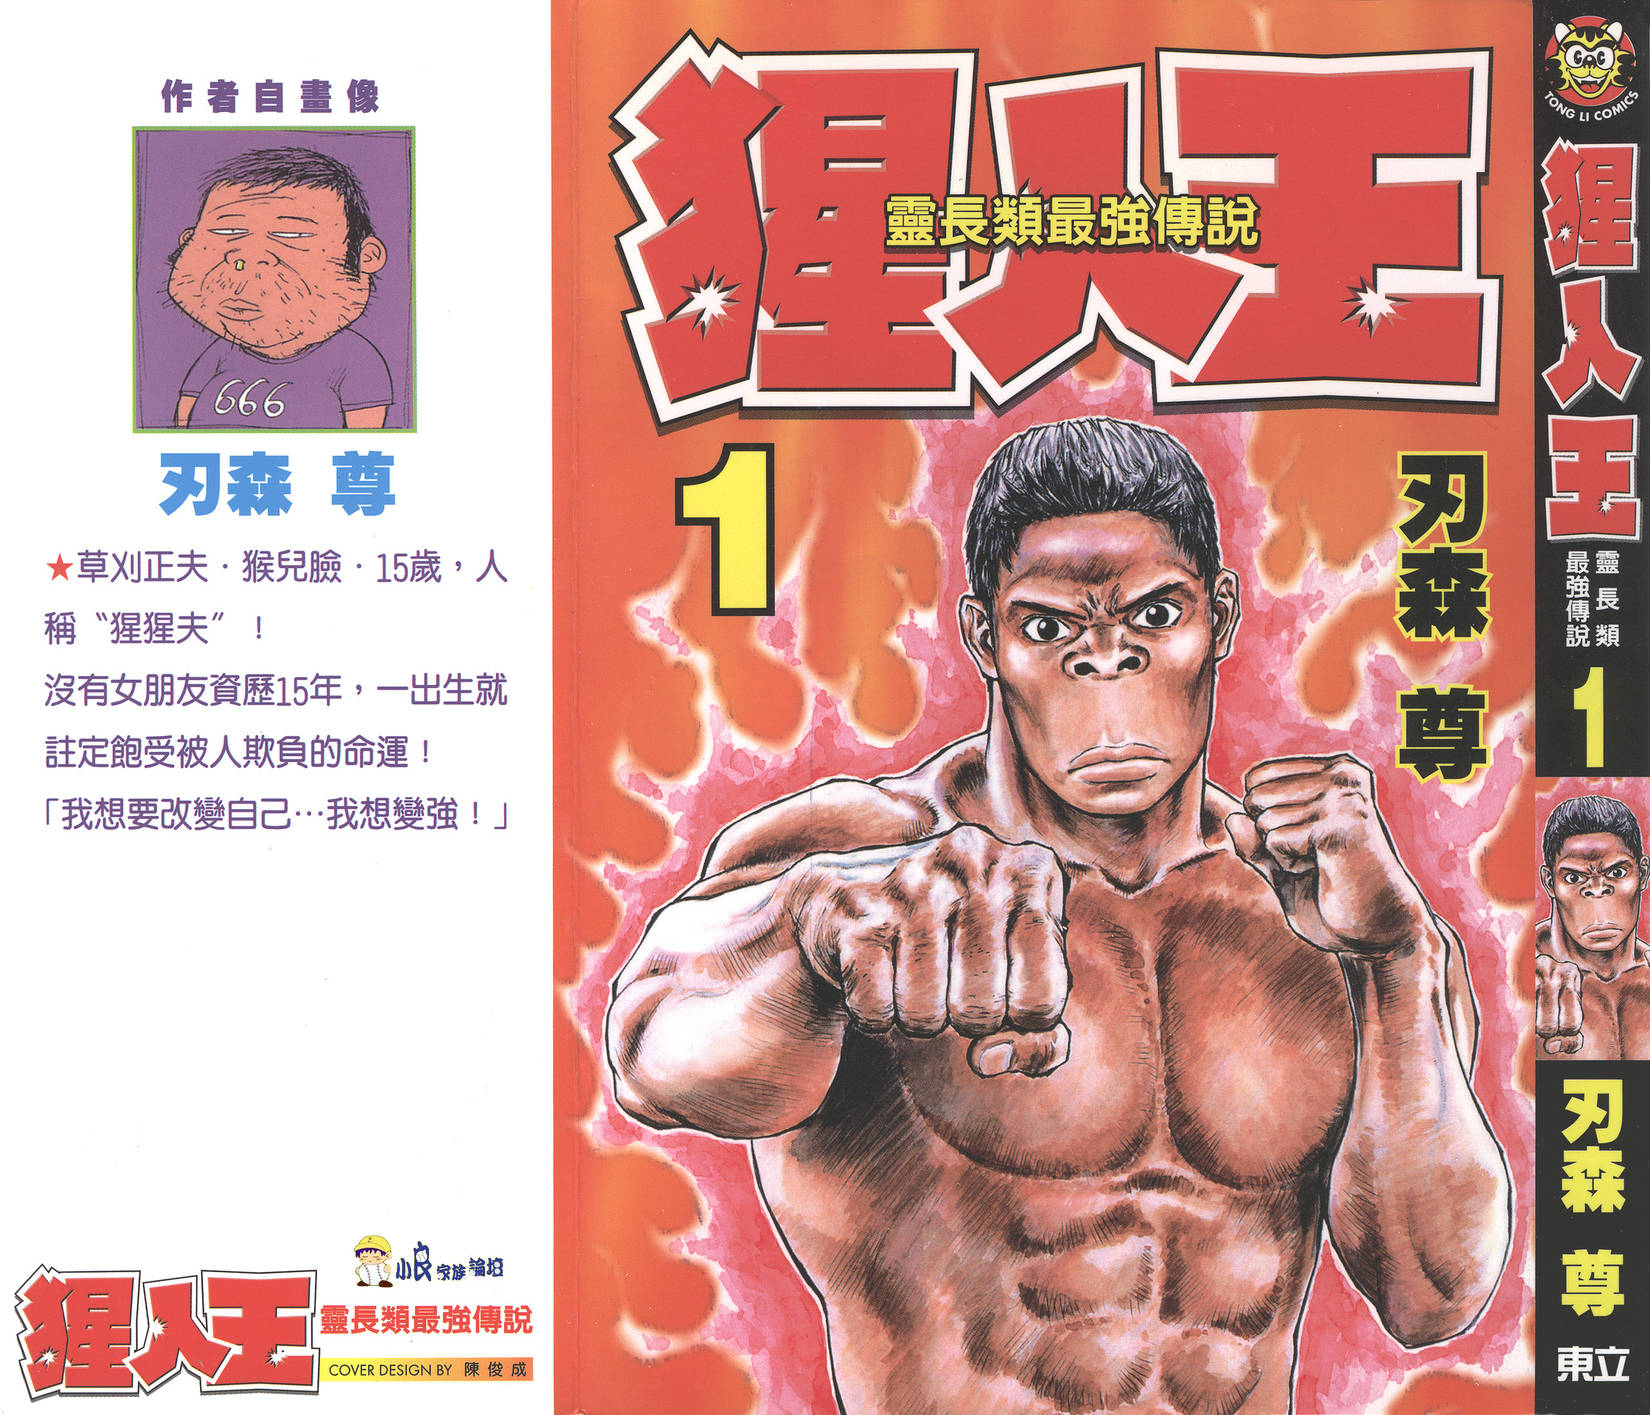 作者自畫像
666
刃森 尊
★草刈正夫・猴兒臉・15歲，人
稱〝猩猩夫〞！
沒有女朋友資歷15年，一出生就
註定飽受被人欺負的命運！
「我想要改變自己…我想變強！」
小良家族論壇
猩人王
靈長類最強傳說
COVER DESIGN BY 陳俊成
猩人王
靈長類最強傳說
1
刃森 尊
TONG LI COMICS
猩人王
靈長類
最強傳說
1
刃森 尊
東立